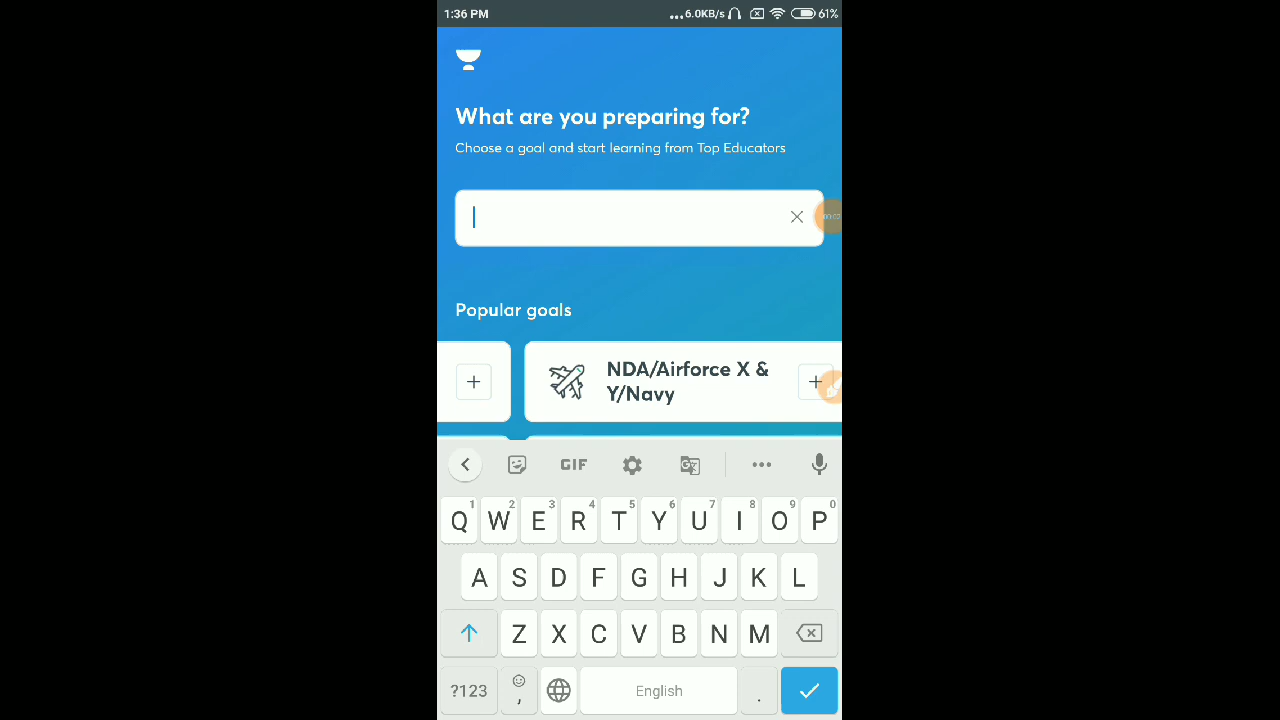 1:36 PM
...6.0KB/s
61%
What are you preparing for?
Choose a goal and start learning from Top Educators
Popular goals
NDA/Airforce X &
Y/Navy
GIF
1 2 3 4 5 6 7 8 9 0
Q W E R T Y U I O P
A S D F G H J K L
Z X C V B N M
?123 , English .